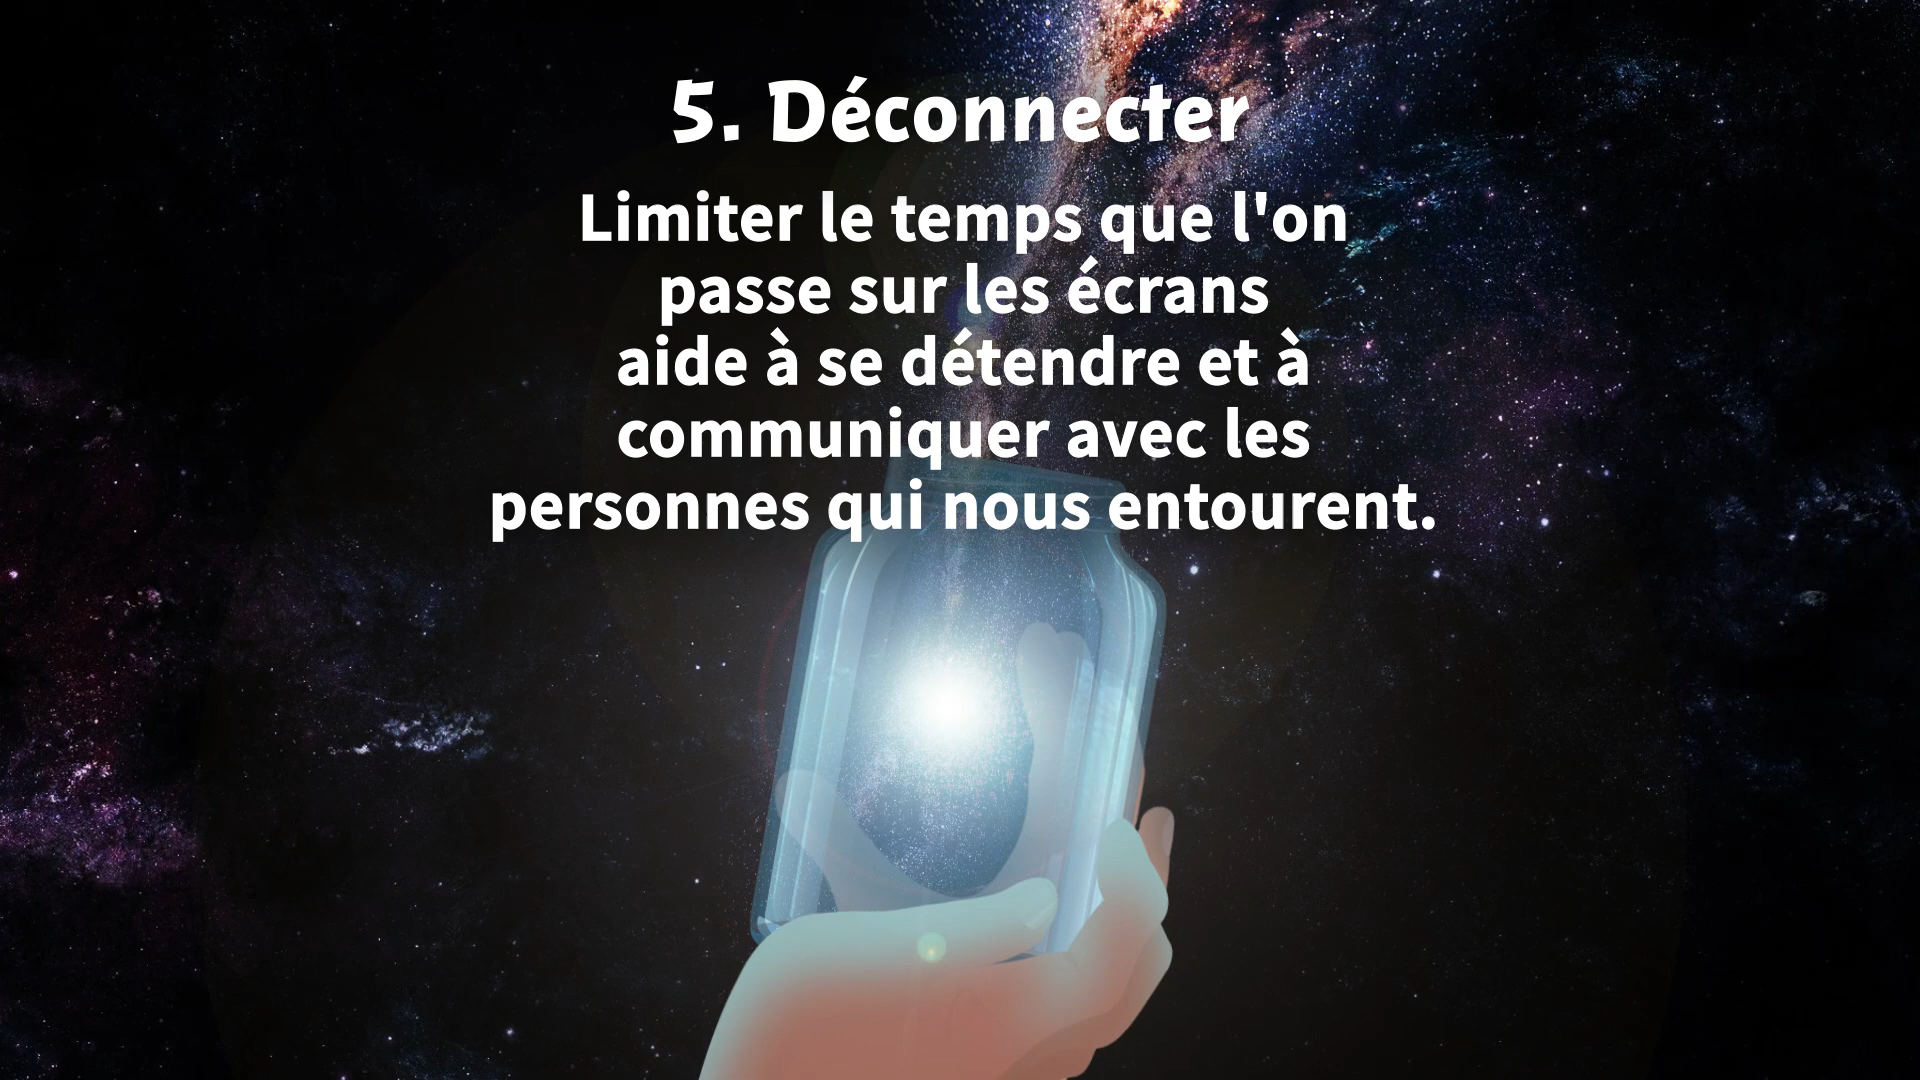 5. Déconnecter
Limiter le temps que l'on
passe sur les écrans
aide à se détendre et à
communiquer avec les
personnes qui nous entourent.